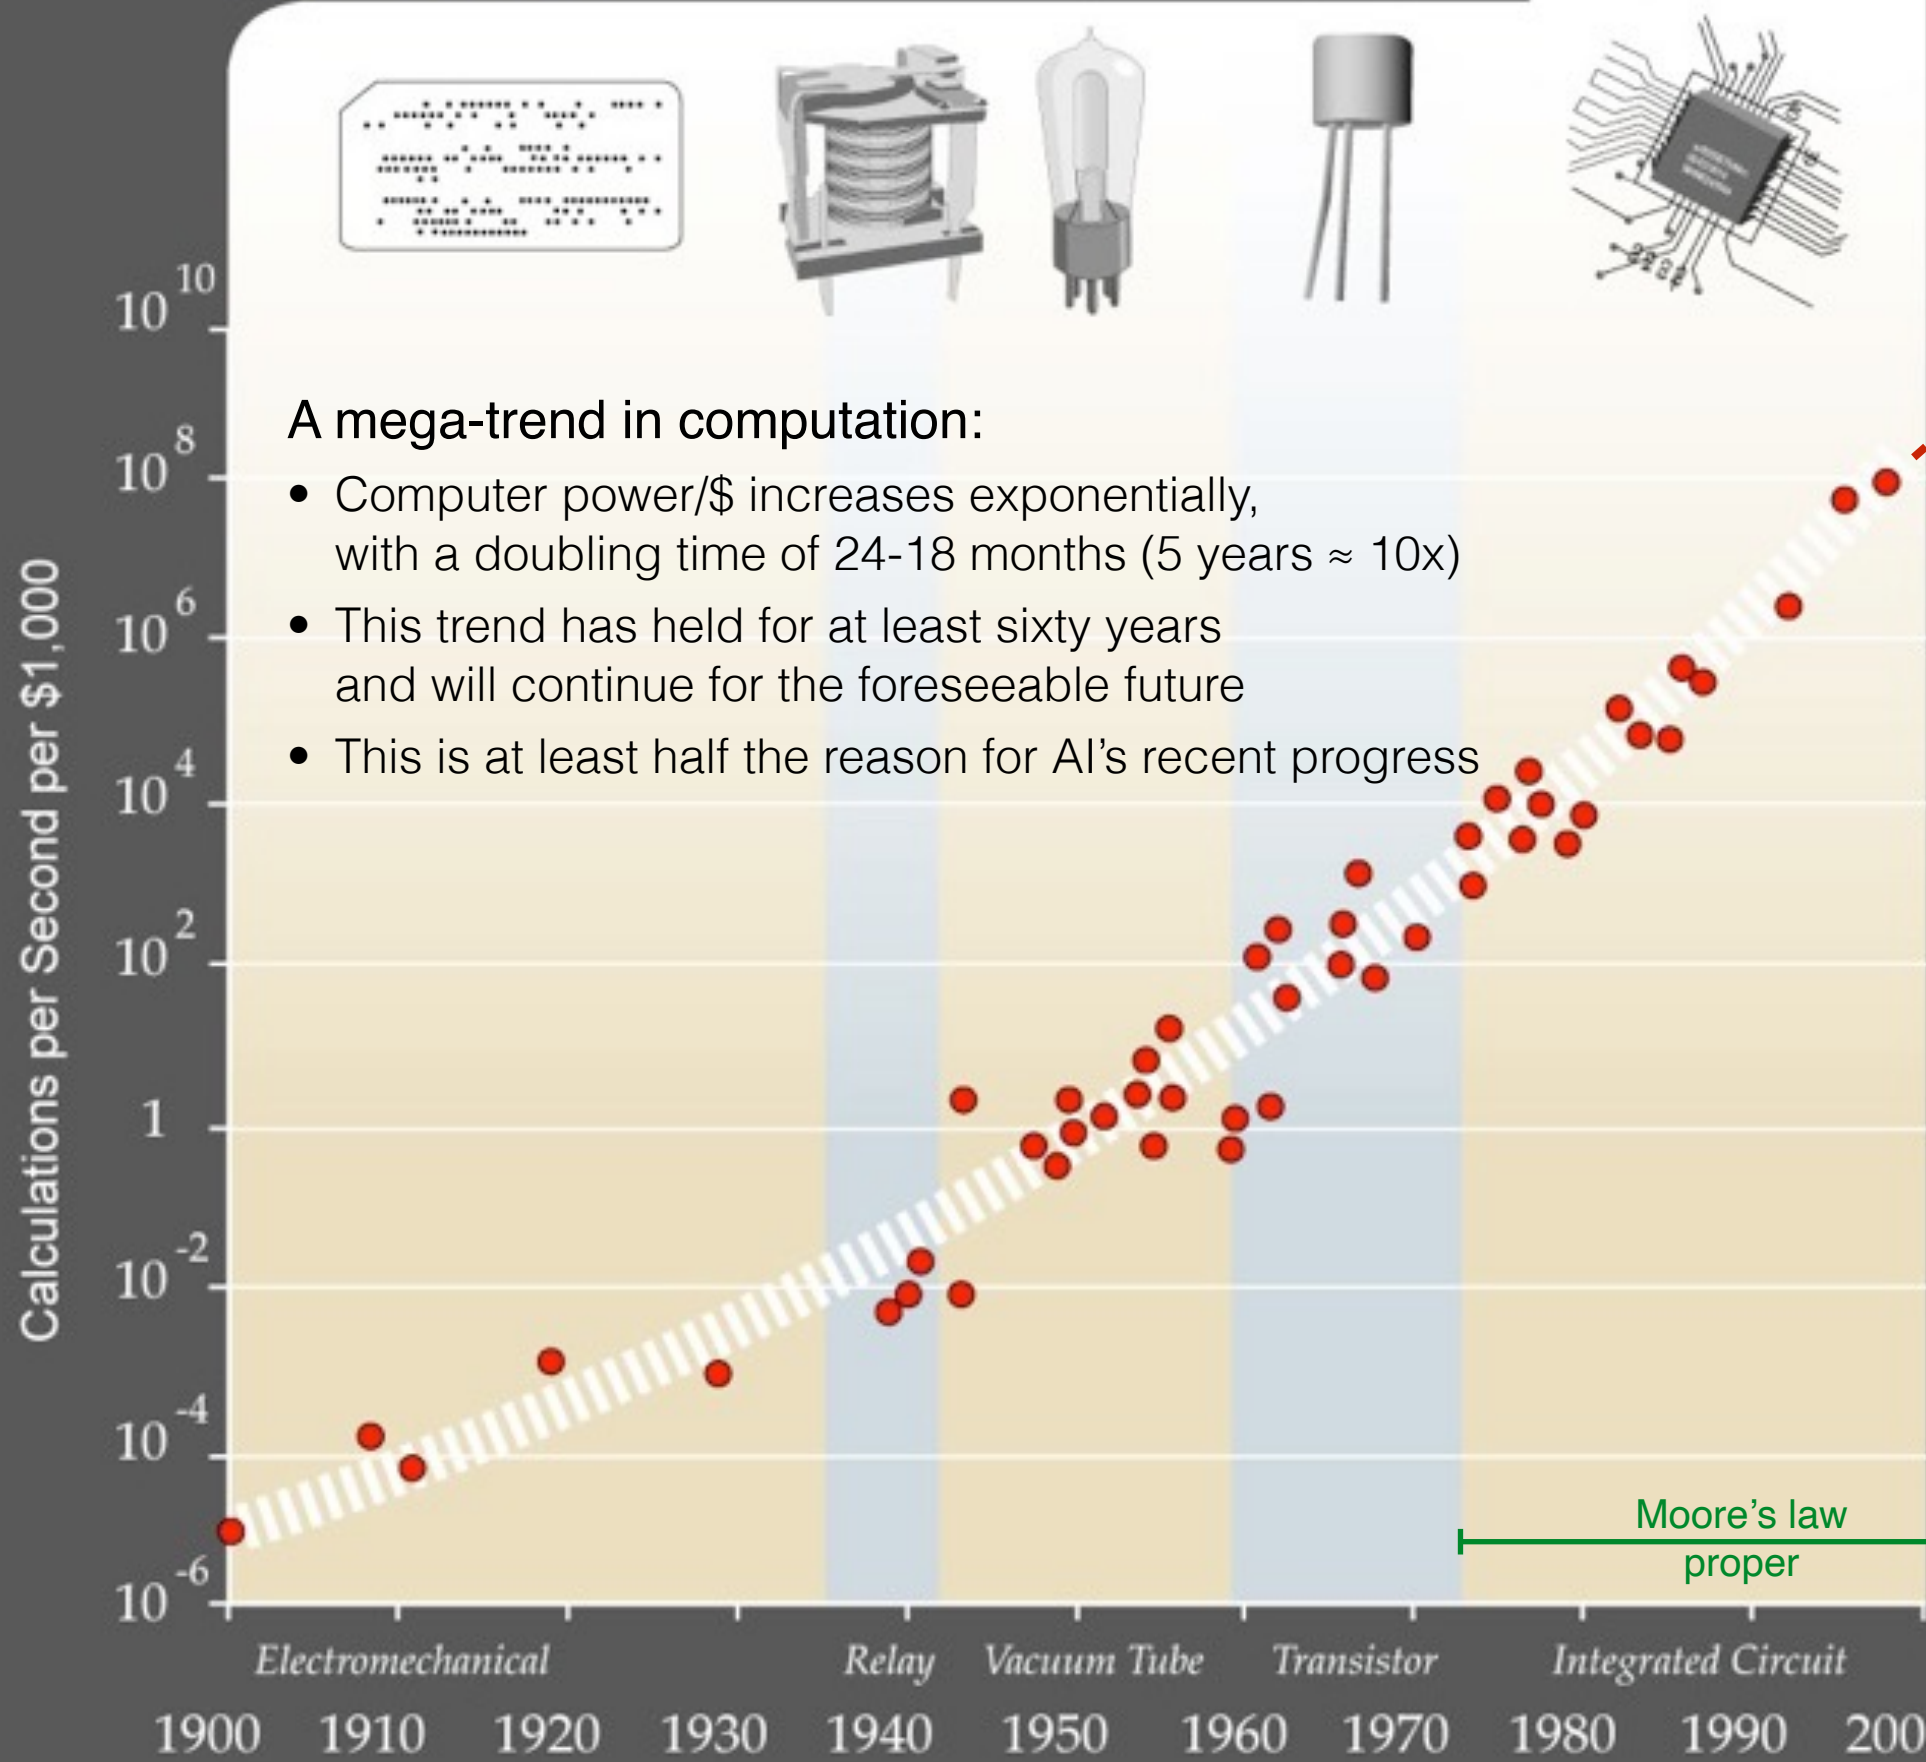 10 10
A mega-trend in computation:
10 8
• Computer power/$ increases exponentially,
with a doubling time of 24-18 months (5 years ≈ 10x)
10 6
• This trend has held for at least sixty years
and will continue for the foreseeable future
10 4
• This is at least half the reason for AI's recent progress
10 2
1
10 -2
10 -4
10 -6
Calculations per Second per $1,000
Moore's law
proper
Electromechanical Relay Vacuum Tube Transistor Integrated Circuit
1900 1910 1920 1930 1940 1950 1960 1970 1980 1990 200